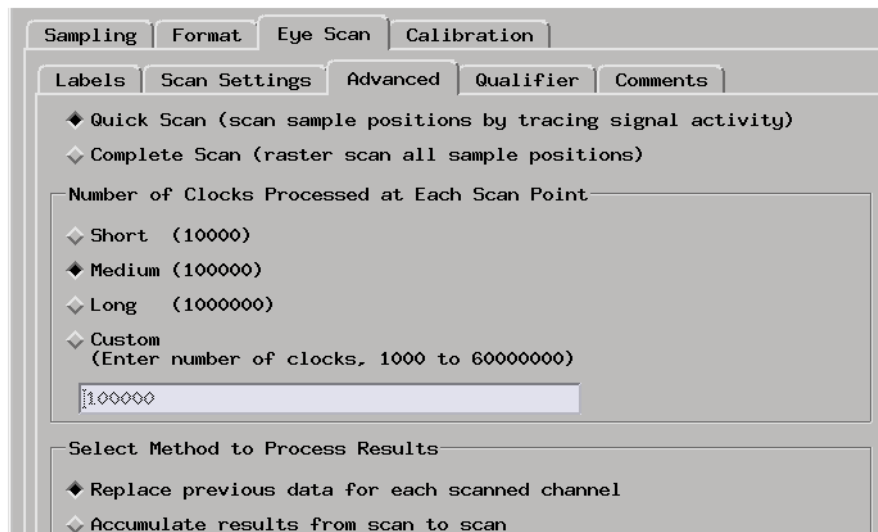 Sampling Format Eye Scan Calibration
Labels Scan Settings Advanced Qualifier Comments
Quick Scan (scan sample positions by tracing signal activity)
Complete Scan (raster scan all sample positions)
Number of Clocks Processed at Each Scan Point
Short (10000)
Medium (100000)
Long (1000000)
Custom
(Enter number of clocks, 1000 to 60000000)
100000
Select Method to Process Results
Replace previous data for each scanned channel
Accumulate results from scan to scan